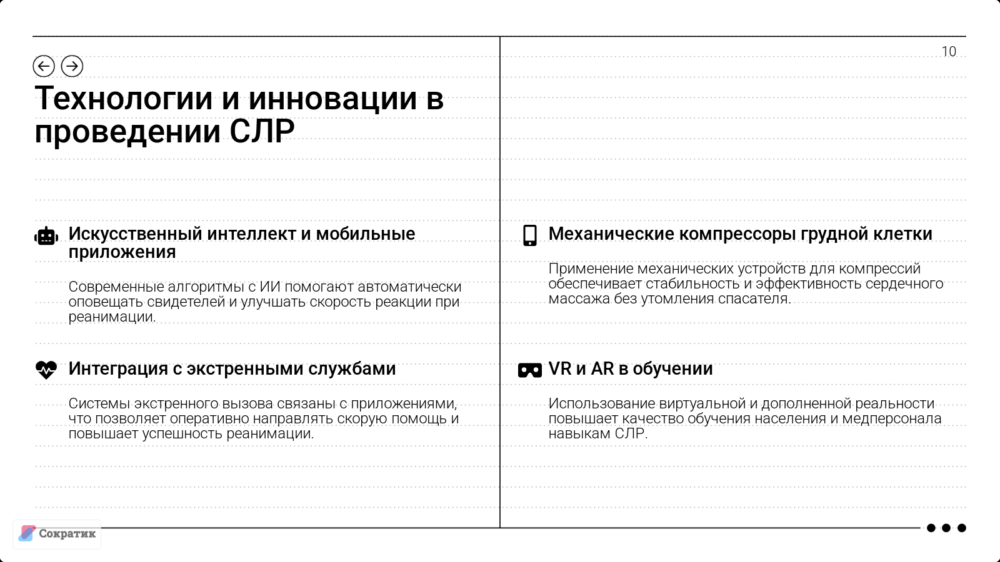 10
Технологии и инновации в
проведении СЛР
Искусственный интеллект и мобильные
приложения
Современные алгоритмы с ИИ помогают автоматически
оповещать свидетелей и улучшать скорость реакции при
реанимации.
Механические компрессоры грудной клетки
Применение механических устройств для компрессий
обеспечивает стабильность и эффективность сердечного
массажа без утомления спасателя.
Интеграция с экстренными службами
Системы экстренного вызова связаны с приложениями,
что позволяет оперативно направлять скорую помощь и
повышает успешность реанимации.
VR и AR в обучении
Использование виртуальной и дополненной реальности
повышает качество обучения населения и медперсонала
навыкам СЛР.
Сократик